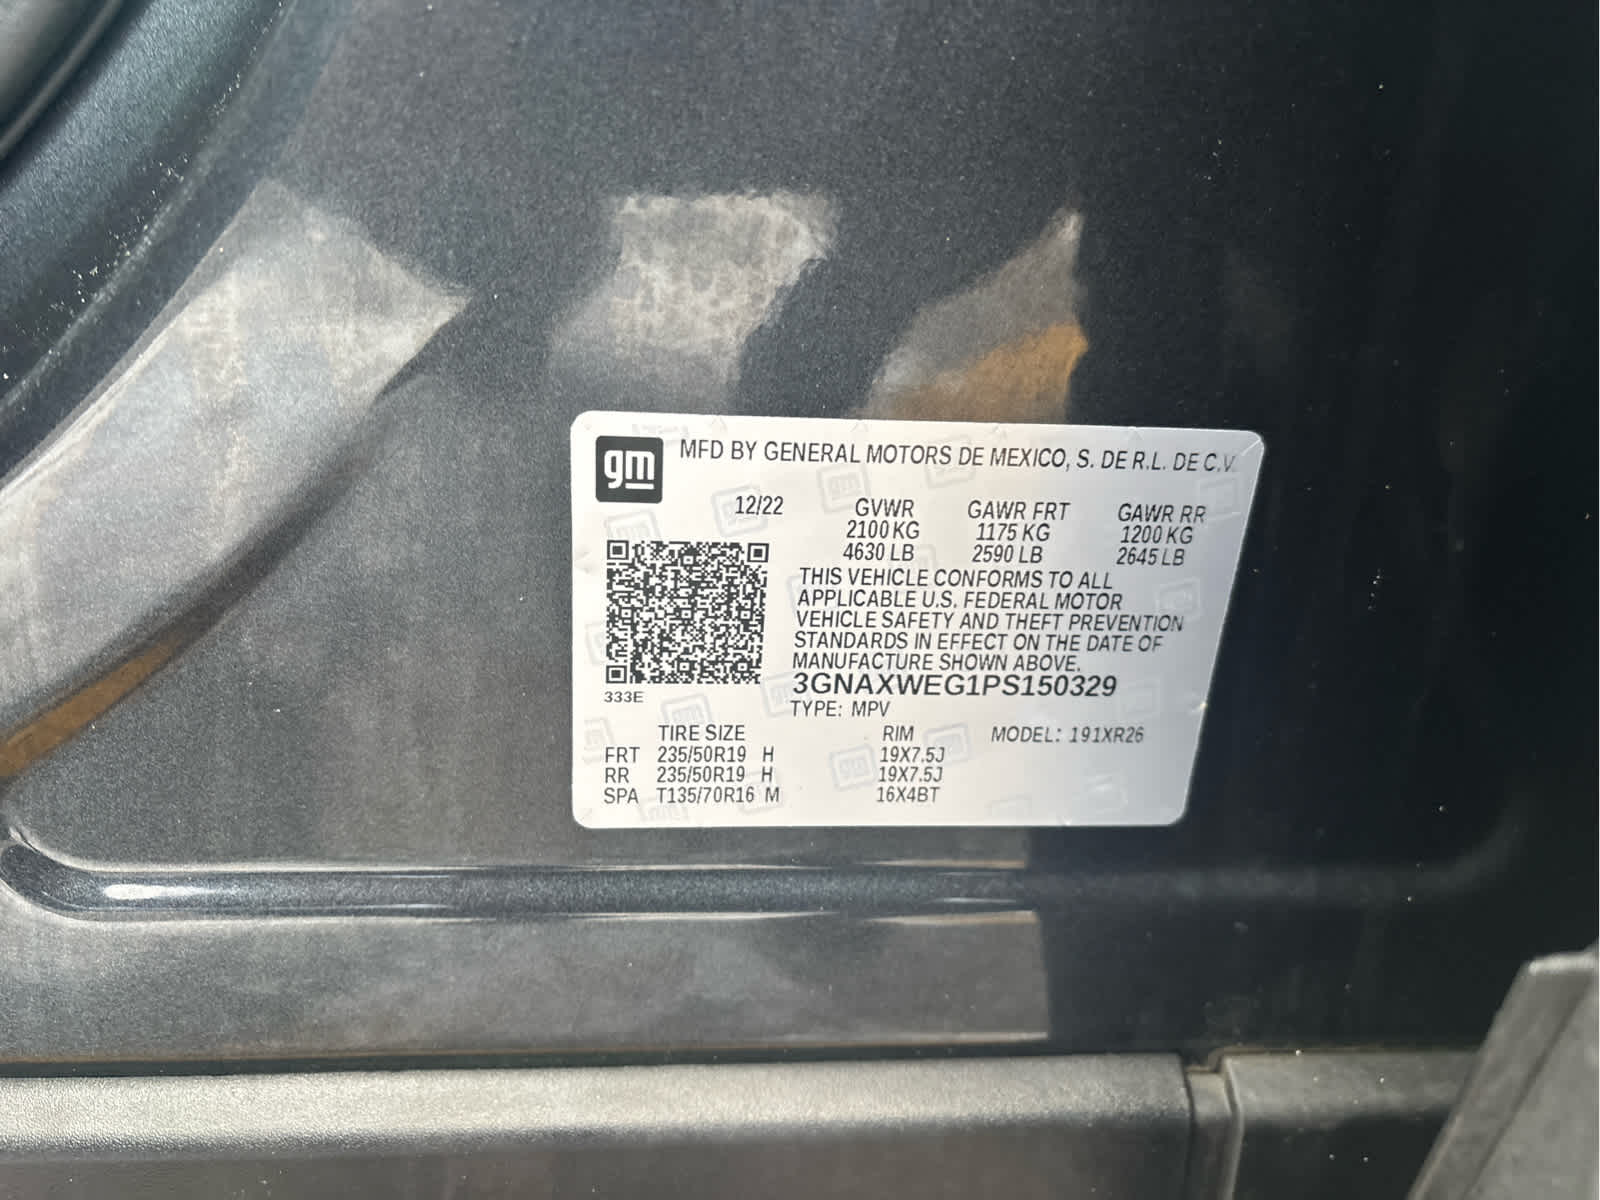 gm MFD BY GENERAL MOTORS DE MEXICO, S. DE R.L. DE C.V.
12/22 GVWR GAWR FRT GAWR RR
2100 KG 1175 KG 1200 KG
4630 LB 2590 LB 2645 LB
THIS VEHICLE CONFORMS TO ALL
APPLICABLE U.S. FEDERAL MOTOR
VEHICLE SAFETY AND THEFT PREVENTION
STANDARDS IN EFFECT ON THE DATE OF
MANUFACTURE SHOWN ABOVE.
333E 3GNAXWEG1PS150329
TYPE: MPV
TIRE SIZE RIM MODEL: 191XR26
FRT 235/50R19 H 19X7.5J
RR 235/50R19 H 19X7.5J
SPA T135/70R16 M 16X4BT